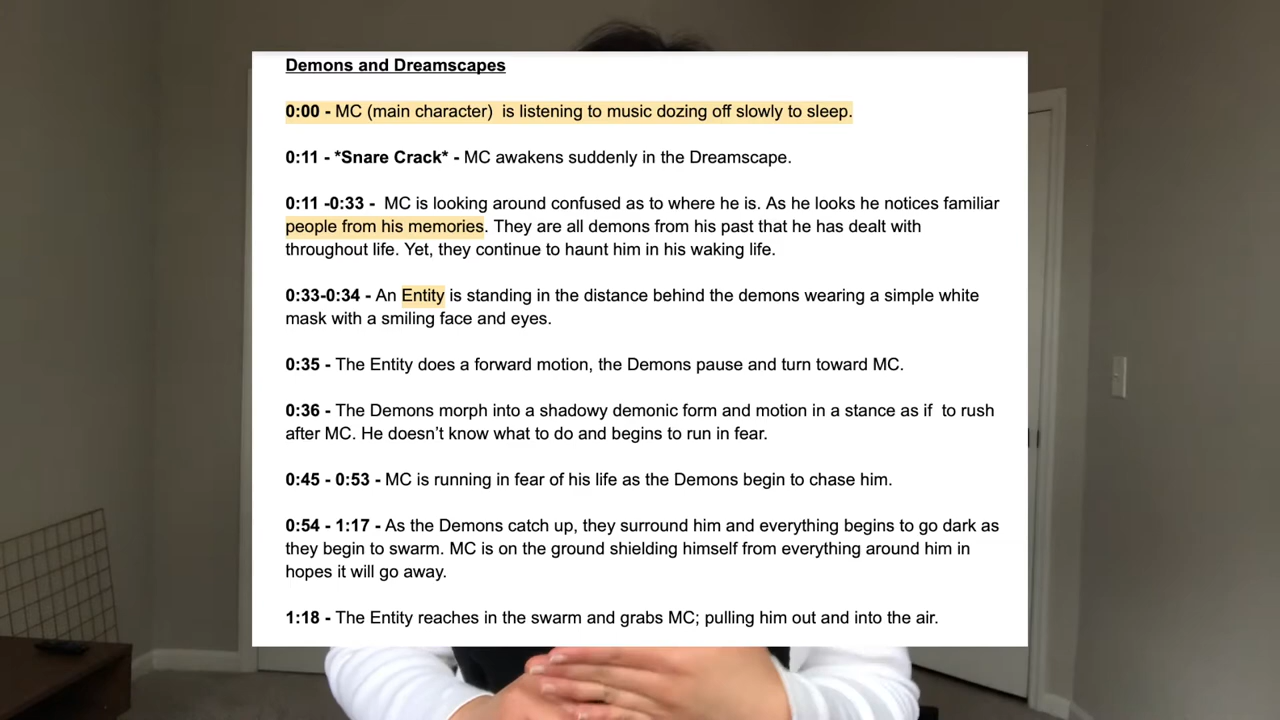 Demons and Dreamscapes
0:00 - MC (main character)  is listening to music dozing off slowly to sleep.
0:11 - *Snare Crack* - MC awakens suddenly in the Dreamscape.
0:11 -0:33 -  MC is looking around confused as to where he is. As he looks he notices familiar
people from his memories. They are all demons from his past that he has dealt with
throughout life. Yet, they continue to haunt him in his waking life.
0:33-0:34 - An Entity is standing in the distance behind the demons wearing a simple white
mask with a smiling face and eyes.
0:35 - The Entity does a forward motion, the Demons pause and turn toward MC.
0:36 - The Demons morph into a shadowy demonic form and motion in a stance as if  to rush
after MC. He doesn’t know what to do and begins to run in fear.
0:45 - 0:53 - MC is running in fear of his life as the Demons begin to chase him.
0:54 - 1:17 - As the Demons catch up, they surround him and everything begins to go dark as
they begin to swarm. MC is on the ground shielding himself from everything around him in
hopes it will go away.
1:18 - The Entity reaches in the swarm and grabs MC; pulling him out and into the air.